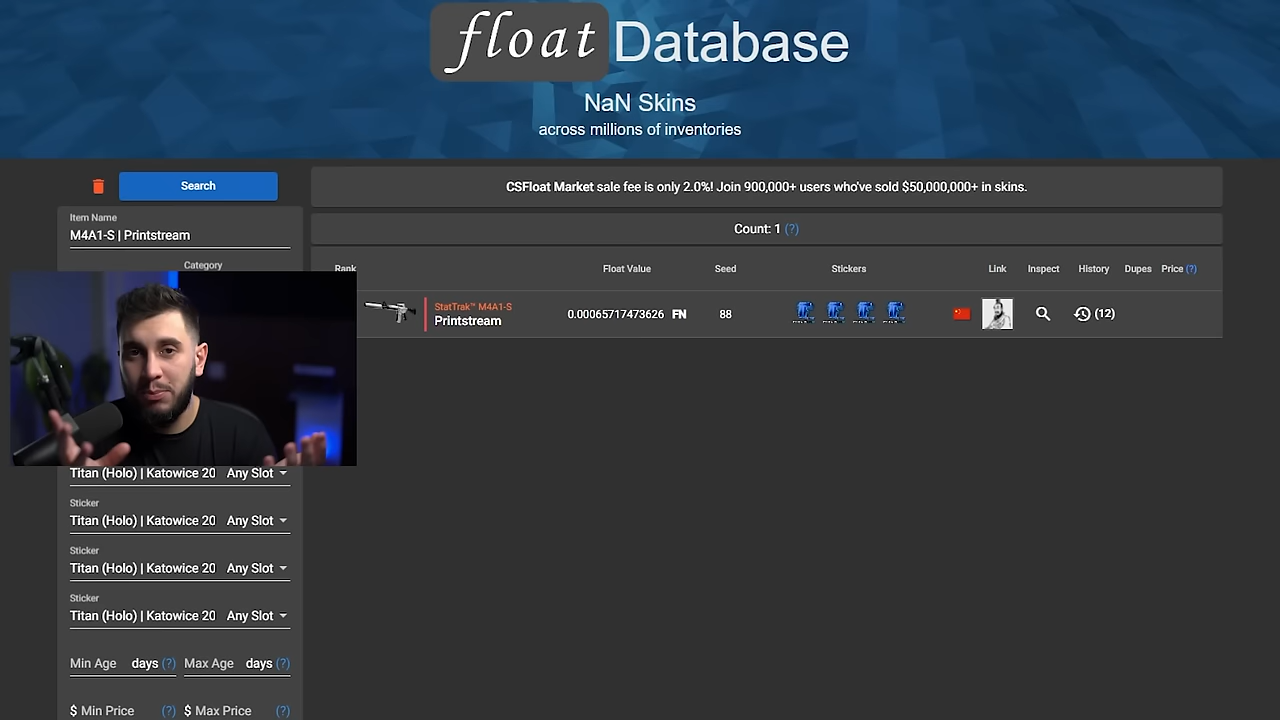 float Database
NaN Skins
across millions of inventories
Search
CSFloat Market sale fee is only 2.0%! Join 900,000+ users who've sold $50,000,000+ in skins.
Item Name
M4A1-S | Printstream
Count: 1 (?)
Category
Rank Float Value Seed Stickers Link Inspect History Dupes Price (?)
StatTrak™ M4A1-S
Printstream
0.00065717473626 FN 88 (12)
Titan (Holo) | Katowice 20 Any Slot
Sticker
Titan (Holo) | Katowice 20 Any Slot
Sticker
Titan (Holo) | Katowice 20 Any Slot
Sticker
Titan (Holo) | Katowice 20 Any Slot
Min Age days (?) Max Age days (?)
$ Min Price (?) $ Max Price (?)